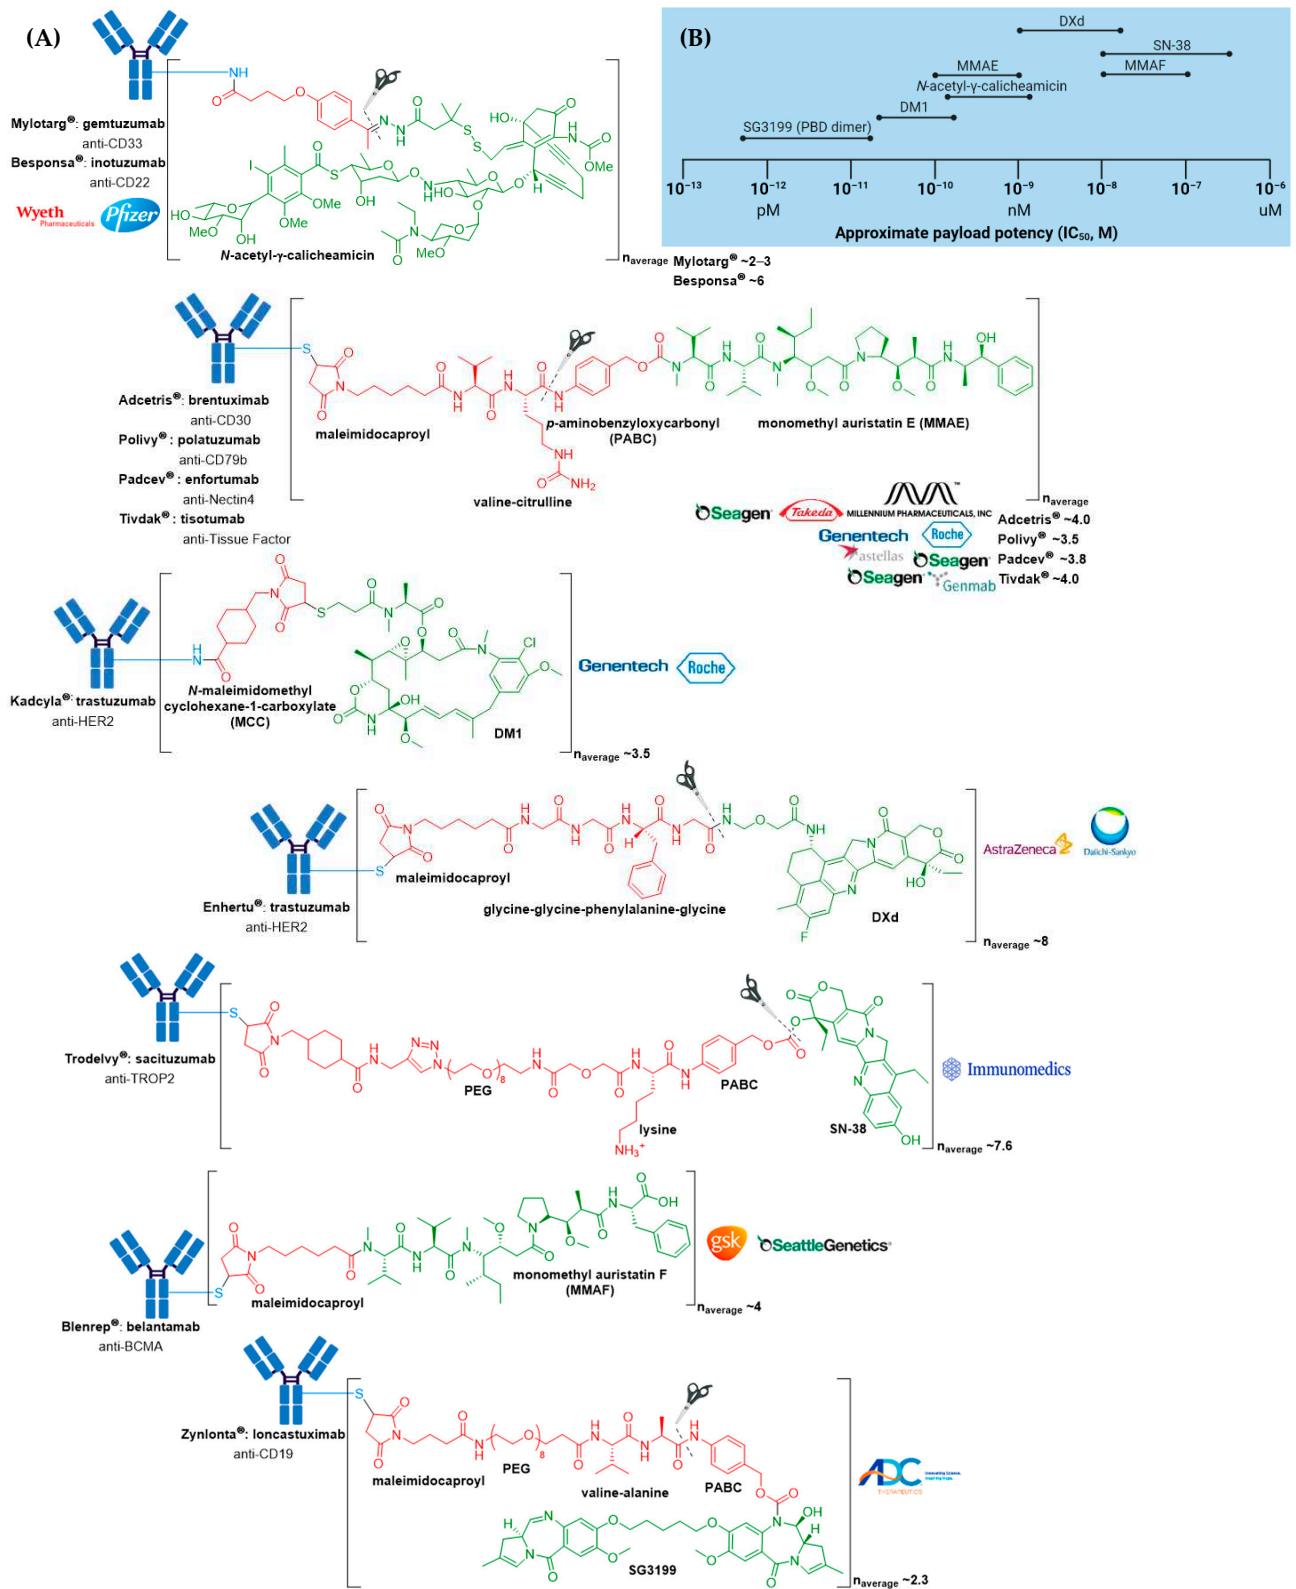 (A)
Mylotarg®: gemtuzumab
anti-CD33
Besponsa®: inotuzumab
anti-CD22
Wyeth
Pharmaceuticals
Pfizer
N-acetyl-γ-calicheamicin
naverage Mylotarg® ~2–3
Besponsa® ~6
(B)
DXd
SN-38
MMAE
MMAF
N-acetyl-γ-calicheamicin
DM1
SG3199 (PBD dimer)
10-13 10-12 10-11 10-10 10-9 10-8 10-7 10-6
pM nM uM
Approximate payload potency (IC50, M)
Adcetris®: brentuximab
anti-CD30
Polivy®: polatuzumab
anti-CD79b
Padcev®: enfortumab
anti-Nectin4
Tivdak®: tisotumab
anti-Tissue Factor
maleimidocaproyl
valine-citrulline
p-aminobenzyloxycarbonyl
(PABC)
monomethyl auristatin E (MMAE)
naverage
Seagen Takeda MILLENNIUM PHARMACEUTICALS, INC
Adcetris® ~4.0
Genentech Roche
Polivy® ~3.5
astellas Seagen
Padcev® ~3.8
Seagen Genmab
Tivdak® ~4.0
Kadcyla®: trastuzumab
anti-HER2
N-maleimidomethyl
cyclohexane-1-carboxylate
(MCC)
DM1
naverage ~3.5
Genentech Roche
Enhertu®: trastuzumab
anti-HER2
maleimidocaproyl
glycine-glycine-phenylalanine-glycine
DXd
naverage ~8
AstraZeneca
Daiichi-Sankyo
Trodelvy®: sacituzumab
anti-TROP2
PEG
lysine
PABC
SN-38
naverage ~7.6
Immunomedics
Blenrep®: belantamab
anti-BCMA
maleimidocaproyl
monomethyl auristatin F
(MMAF)
naverage ~4
gsk SeattleGenetics®
Zynlonta®: loncastuximab
anti-CD19
maleimidocaproyl
PEG
valine-alanine
PABC
SG3199
naverage ~2.3
ADC
THERAPEUTICS